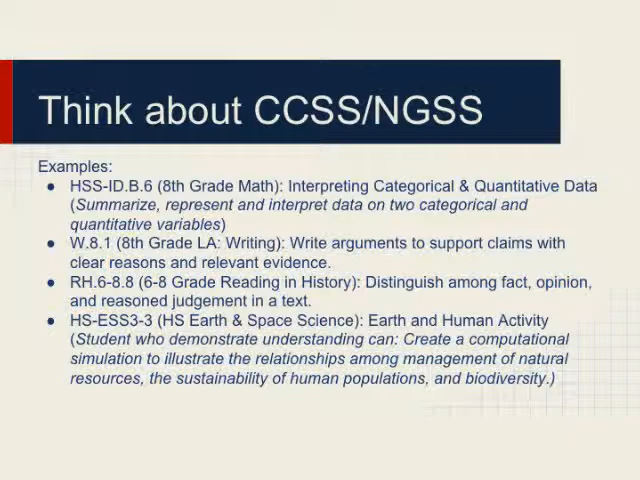 Think about CCSS/NGSS
Examples:
● HSS-ID.B.6 (8th Grade Math): Interpreting Categorical & Quantitative Data
(Summarize, represent and interpret data on two categorical and
quantitative variables)
● W.8.1 (8th Grade LA: Writing): Write arguments to support claims with
clear reasons and relevant evidence.
● RH.6-8.8 (6-8 Grade Reading in History): Distinguish among fact, opinion,
and reasoned judgement in a text.
● HS-ESS3-3 (HS Earth & Space Science): Earth and Human Activity
(Student who demonstrate understanding can: Create a computational
simulation to illustrate the relationships among management of natural
resources, the sustainability of human populations, and biodiversity.)